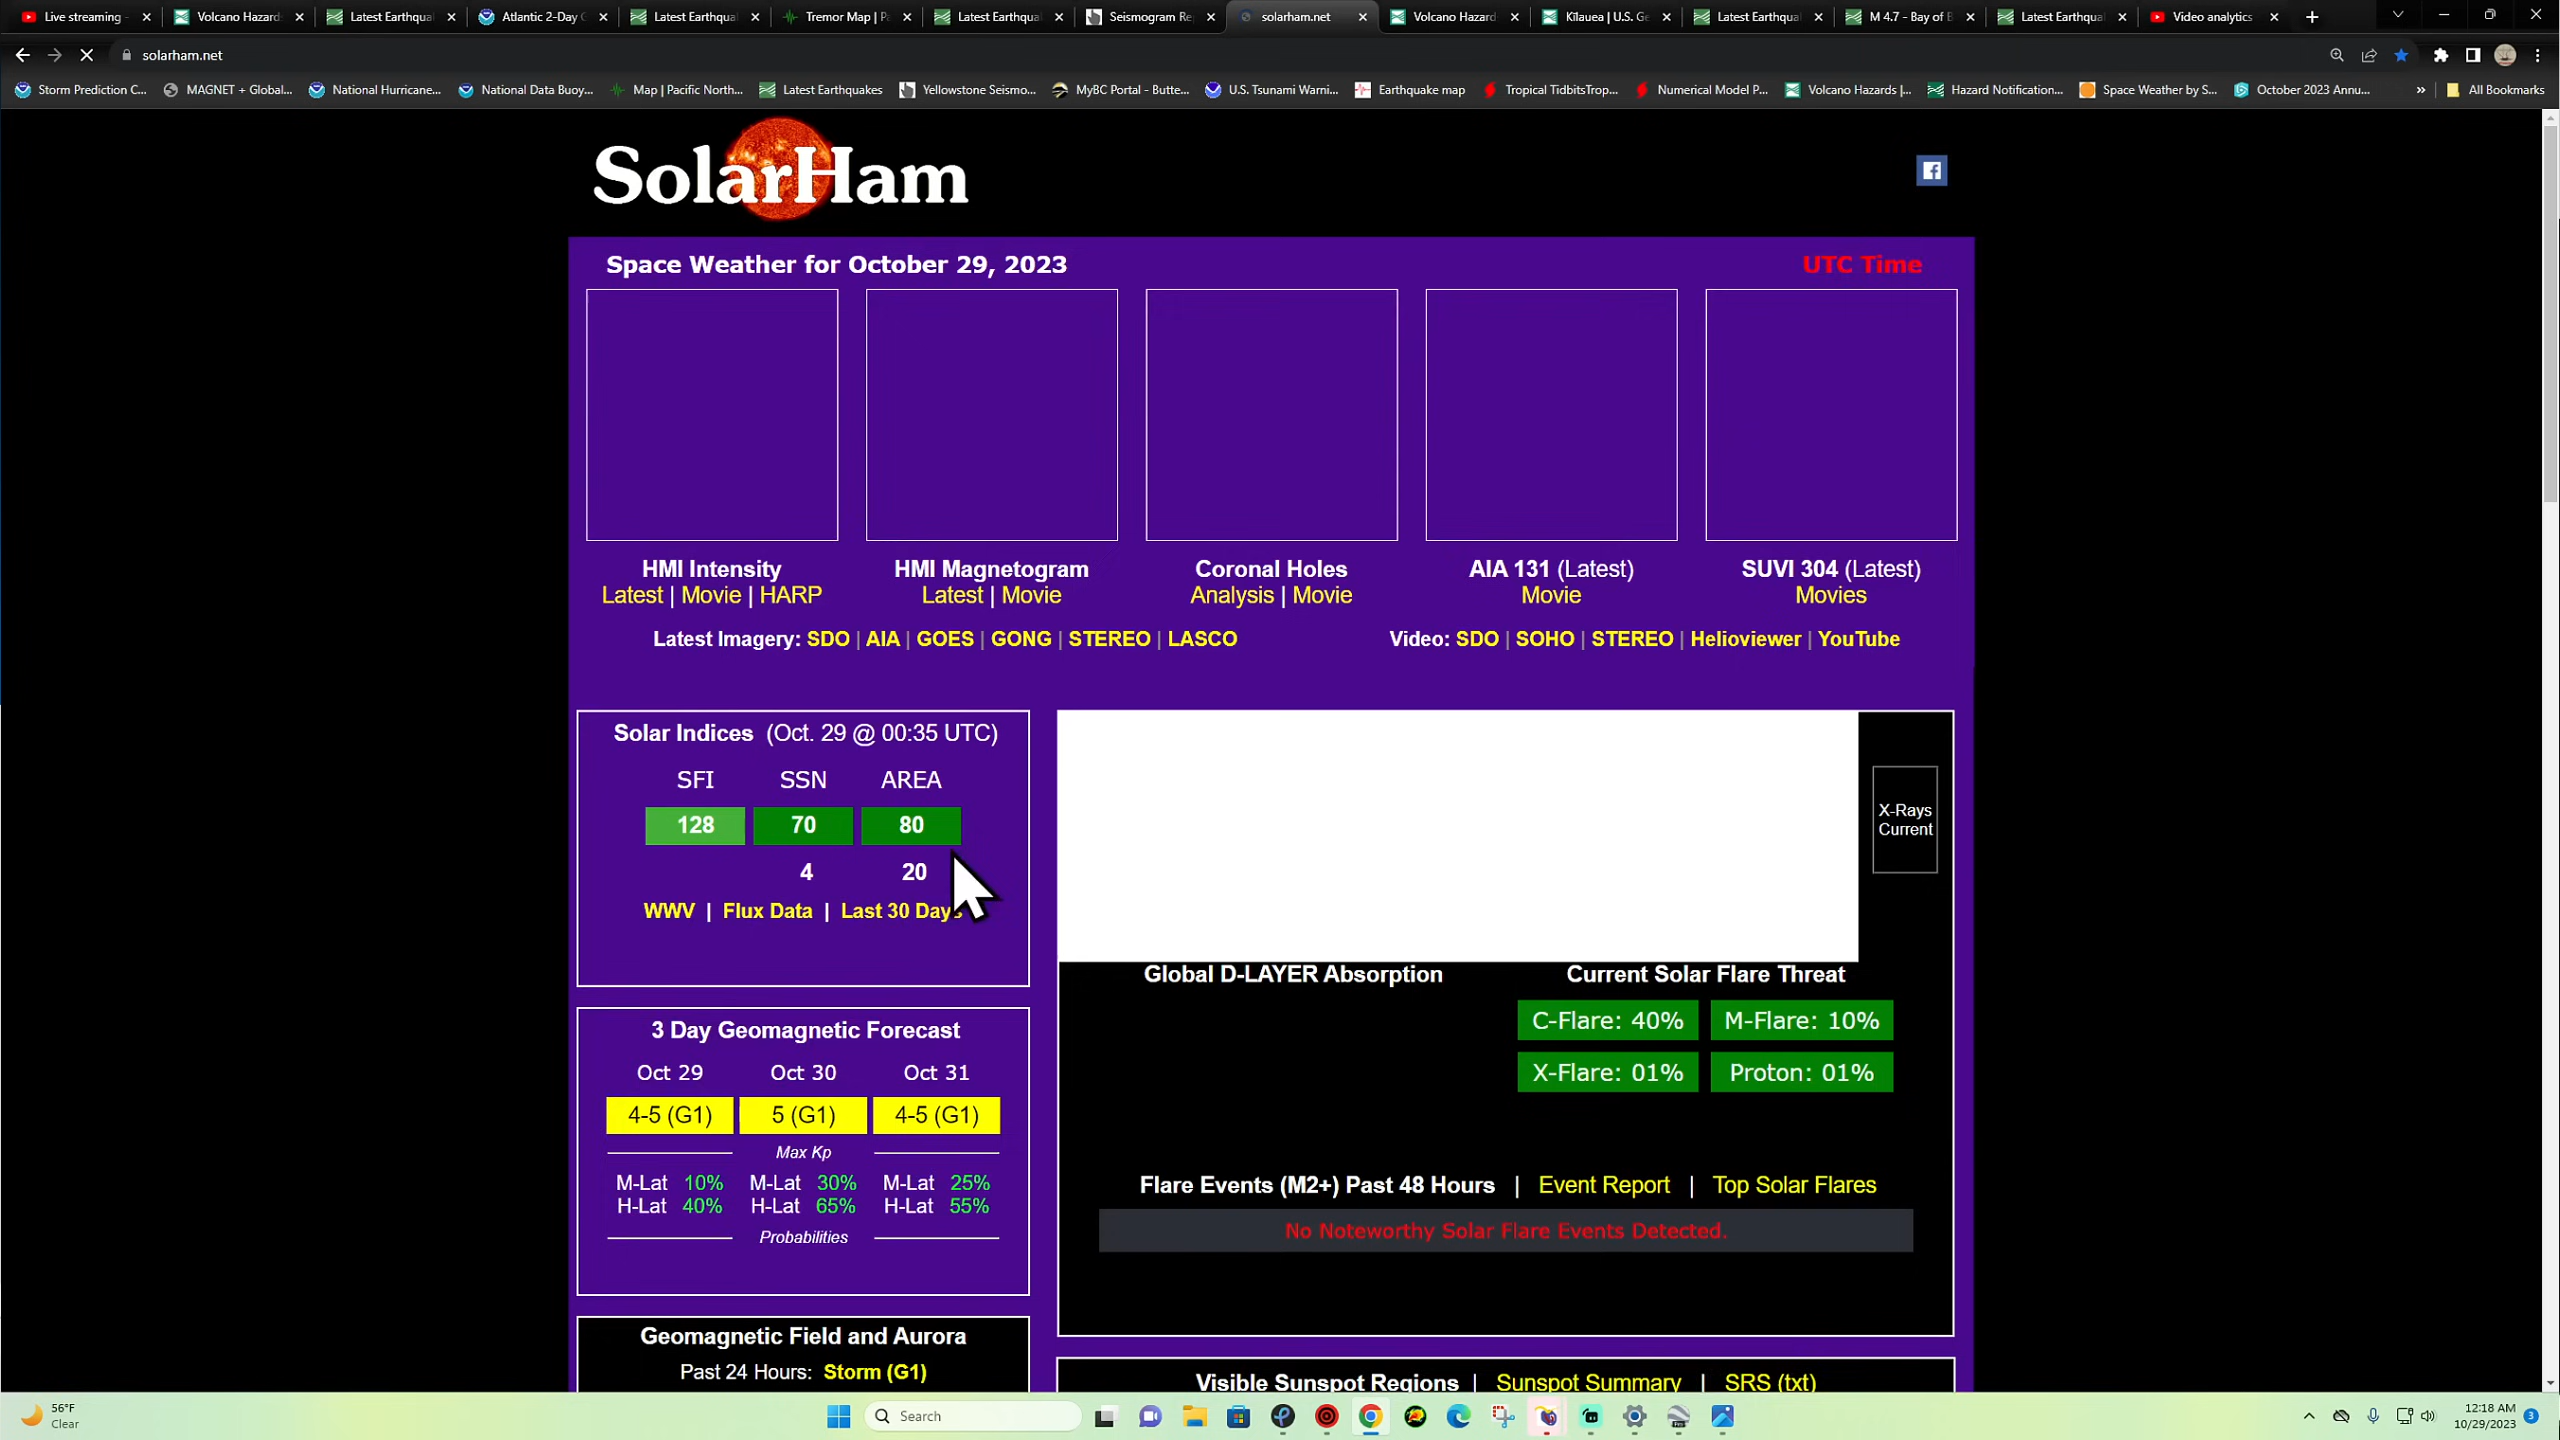 Live streaming -
Volcano Hazard
Latest Earthqua
Atlantic 2-Day G
Latest Earthqua
Tremor Map | Pa
Latest Earthqua
Seismogram Re
solarham.net
Volcano Hazard
Kīlauea | U.S. Ge
Latest Earthqua
M 4.7 - Bay of B
Latest Earthqua
Video analytics
solarham.net
Storm Prediction C...
MAGNET + Global...
National Hurricane...
National Data Buoy...
Map | Pacific North...
Latest Earthquakes
Yellowstone Seismo...
MyBC Portal - Butte...
U.S. Tsunami Warni...
Earthquake map
Tropical TidbitsTrop...
Numerical Model P...
Volcano Hazards |...
Hazard Notification...
Space Weather by S...
October 2023 Annu...
»
All Bookmarks
SolarHam
Space Weather for October 29, 2023
UTC Time
HMI Intensity
Latest | Movie | HARP
HMI Magnetogram
Latest | Movie
Coronal Holes
Analysis | Movie
AIA 131 (Latest)
Movie
SUVI 304 (Latest)
Movies
Latest Imagery: SDO | AIA | GOES | GONG | STEREO | LASCO
Video: SDO | SOHO | STEREO | Helioviewer | YouTube
Solar Indices (Oct. 29 @ 00:35 UTC)
SFI SSN AREA
128 70 80
4 20
WWV | Flux Data | Last 30 Days
X-Rays
Current
Global D-LAYER Absorption
Current Solar Flare Threat
C-Flare: 40% M-Flare: 10%
X-Flare: 01% Proton: 01%
Flare Events (M2+) Past 48 Hours | Event Report | Top Solar Flares
No Noteworthy Solar Flare Events Detected.
3 Day Geomagnetic Forecast
Oct 29 Oct 30 Oct 31
4-5 (G1) 5 (G1) 4-5 (G1)
Max Kp
M-Lat 10% M-Lat 30% M-Lat 25%
H-Lat 40% H-Lat 65% H-Lat 55%
Probabilities
Geomagnetic Field and Aurora
Past 24 Hours: Storm (G1)
Visible Sunspot Regions | Sunspot Summary | SRS (txt)
56°F
Clear
Search
12:18 AM
10/29/2023
3